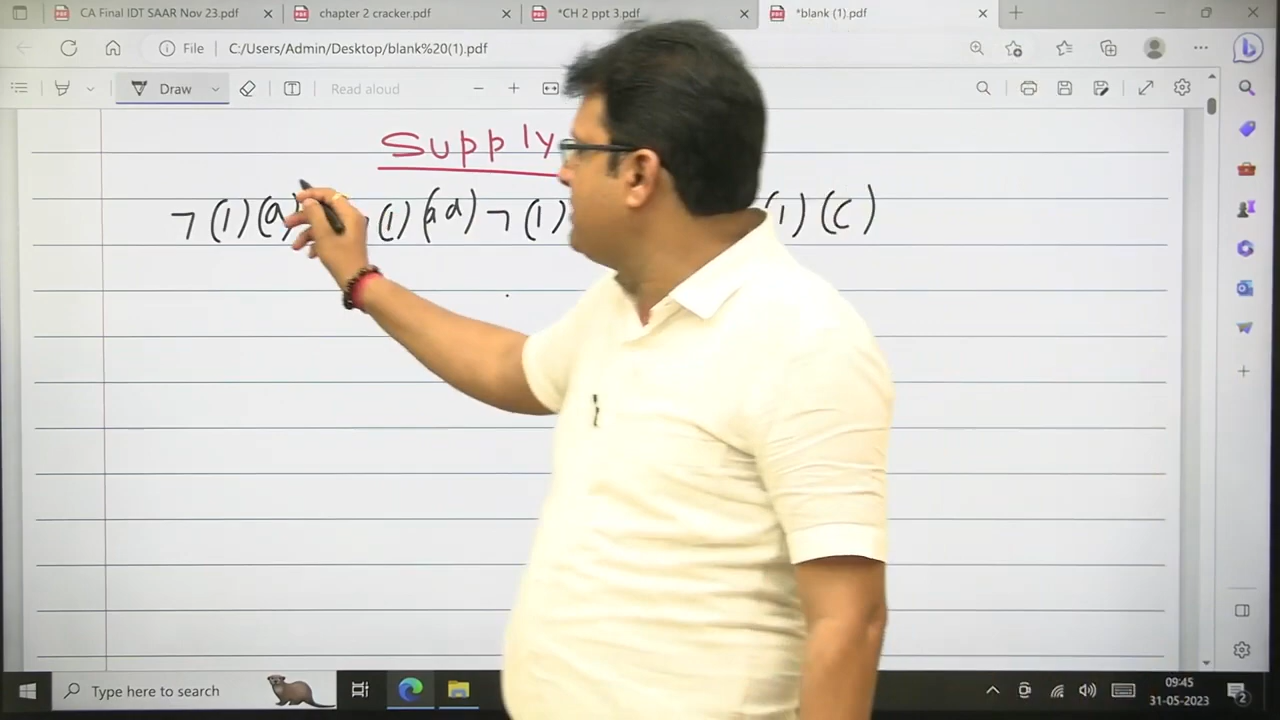 CA Final IDT SAAR Nov 23.pdf
chapter 2 cracker.pdf
*CH 2 ppt 3.pdf
*blank (1).pdf
File
C:/Users/Admin/Desktop/blank%20(1).pdf
Draw
Read aloud
Supply
7 (1) (a) (1) (aa) 7 (1) (1) (c)
Type here to search
09:45
31-05-2023
2